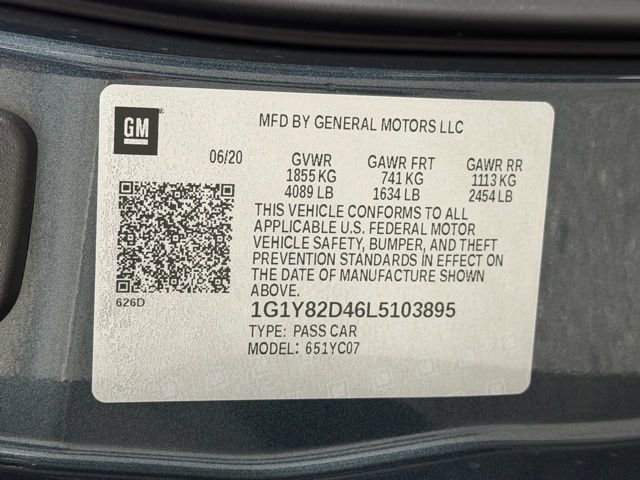 GM
MFD BY GENERAL MOTORS LLC
06/20 GVWR GAWR FRT GAWR RR
1855 KG 741 KG 1113 KG
4089 LB 1634 LB 2454 LB
THIS VEHICLE CONFORMS TO ALL
APPLICABLE U.S. FEDERAL MOTOR
VEHICLE SAFETY, BUMPER, AND THEFT
PREVENTION STANDARDS IN EFFECT ON
THE DATE OF MANUFACTURE SHOWN
ABOVE.
626D
1G1Y82D46L5103895
TYPE: PASS CAR
MODEL: 651YC07